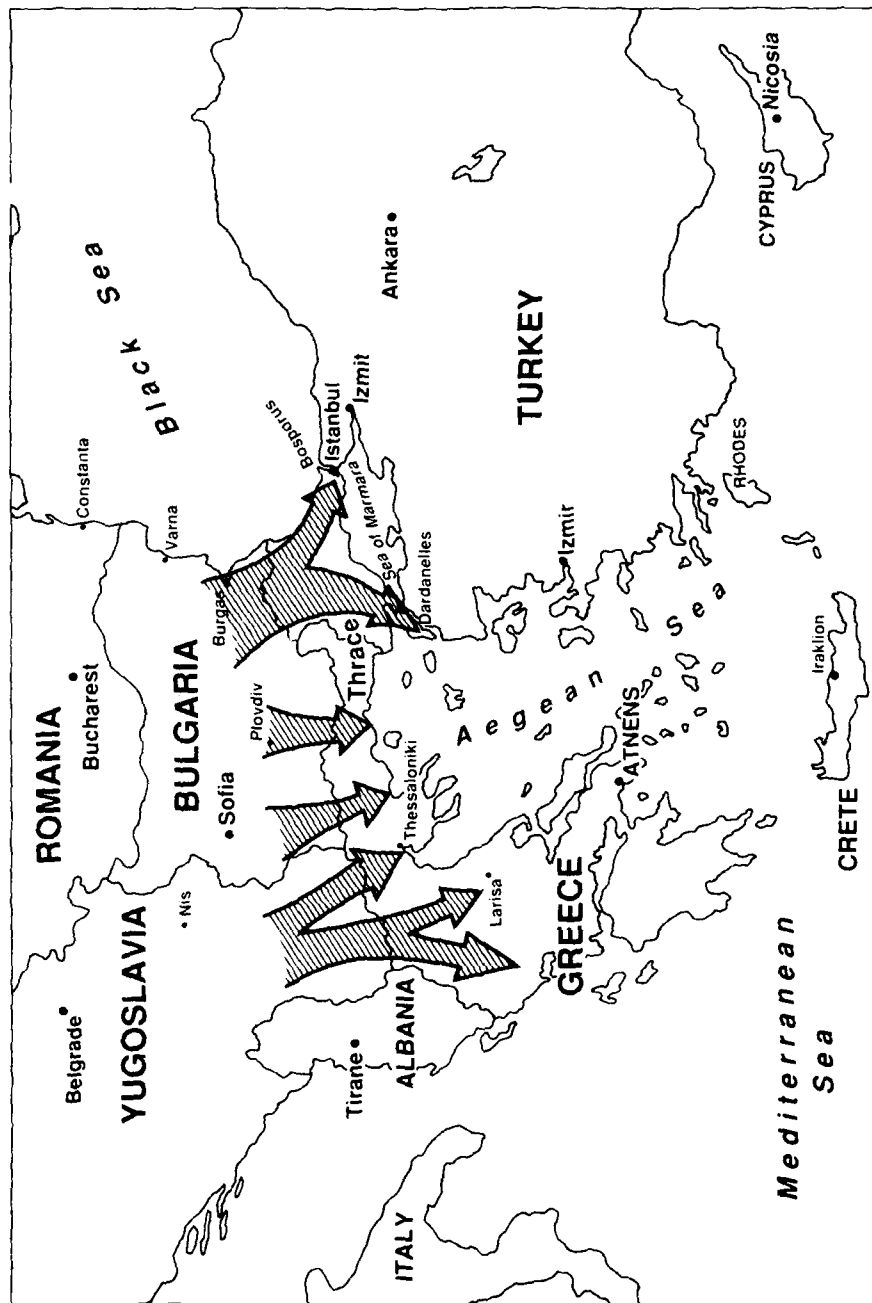 ROMANIA
Bucharest
Constanta
Black Sea
Belgrade
YUGOSLAVIA
Nis
BULGARIA
Sofia
Varna
Plovdiv
Burgas
Bosporus
Istanbul
Izmit
Sea of Marmara
Dardanelles
Thrace
Ankara
TURKEY
Tirane
ALBANIA
Thessaloniki
Larisa
GREECE
ATNENS
Aegean Sea
Izmir
ITALY
RHODES
CYPRUS
Nicosia
Iraklion
CRETE
Mediterranean
Sea